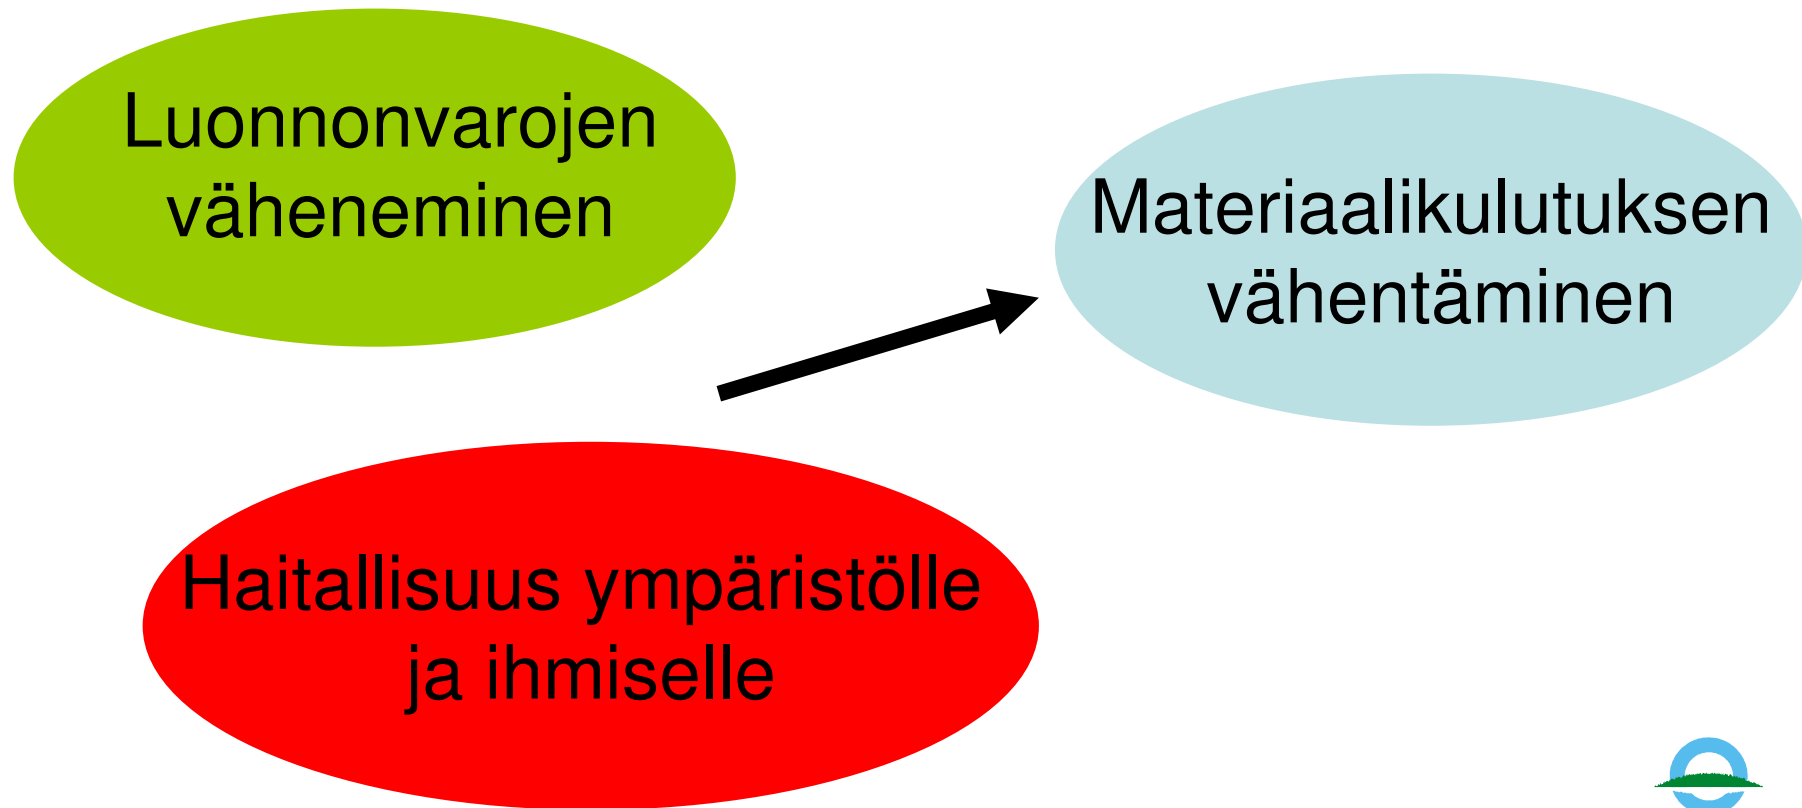 Luonnonvarojen
väheneminen
Materiaalikulutuksen
vähentäminen
Haitallisuus ympäristölle
ja ihmiselle